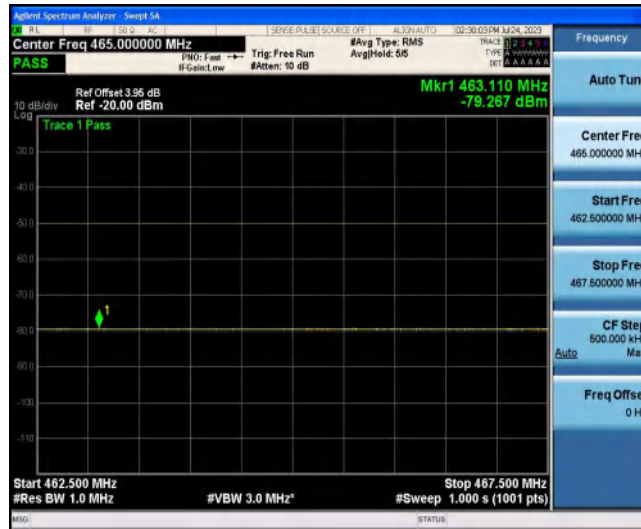 Agilent Spectrum Analyzer - Swept SA
RL RF 50 Ω AC SENSE:PULSE SOURCE OFF ALIGN AUTO 02:30:03 PM Jul 24, 2023
Center Freq 465.000000 MHz
PASS
PNO: Fast
IFGain:Low
Trig: Free Run
#Atten: 10 dB
#Avg Type: RMS
Avg|Hold: 5/5
TRACE 1 2 3 4 5 6
TYPE A
DET A A A A A A
Mkr1 463.110 MHz
-79.267 dBm
Ref Offset 3.95 dB
10 dB/div Ref -20.00 dBm
Log
Trace 1 Pass
-30.0
-40.0
-50.0
-60.0
-70.0
1
-80.0
-90.0
-100
-110
Start 462.500 MHz
Stop 467.500 MHz
#Res BW 1.0 MHz
#VBW 3.0 MHz*
#Sweep 1.000 s (1001 pts)
MSG
STATUS
Frequency
Auto Tun
Center Fre
465.000000 MH
Start Fre
462.500000 MH
Stop Fre
467.500000 MH
CF Step
500.000 kH
Auto Ma
Freq Offse
0 H